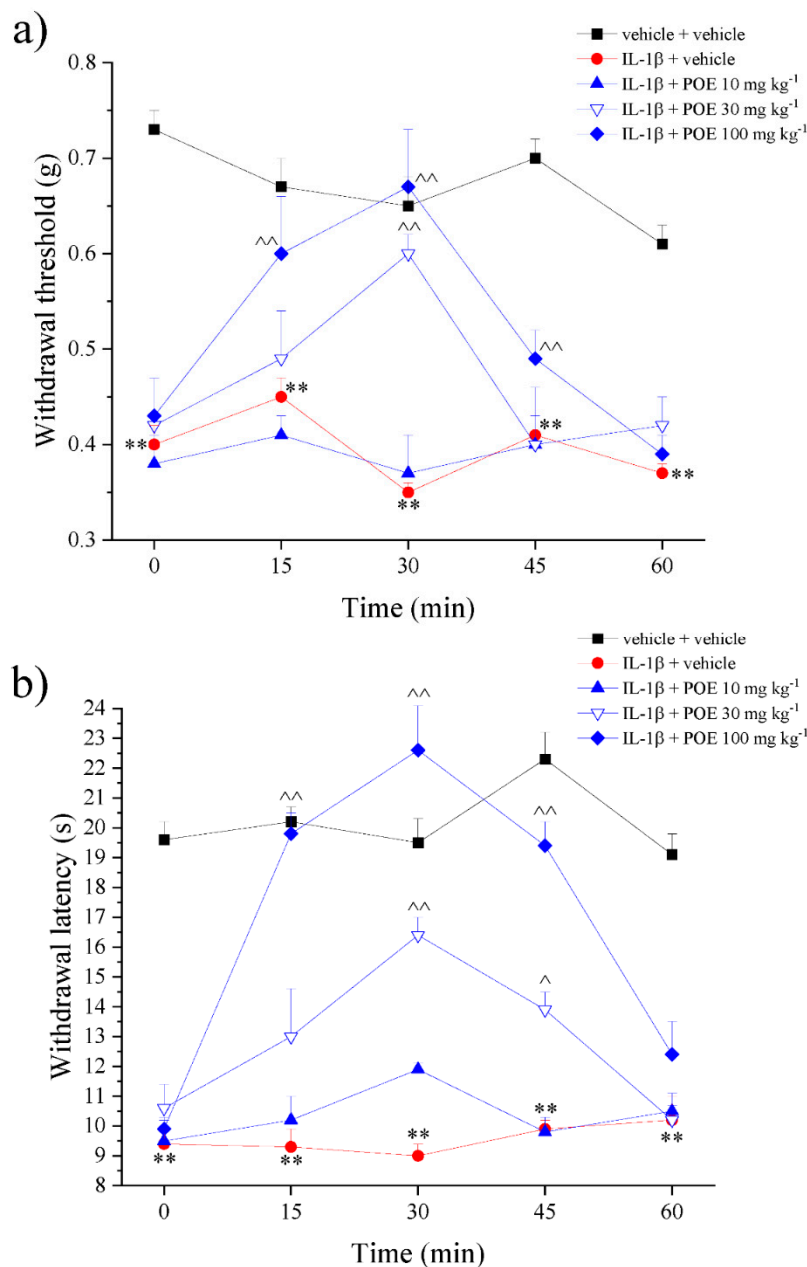 a)
vehicle + vehicle
IL-1β + vehicle
IL-1β + POE 10 mg kg⁻¹
IL-1β + POE 30 mg kg⁻¹
IL-1β + POE 100 mg kg⁻¹
Withdrawal threshold (g)
0.8
0.7
0.6
0.5
0.4
0.3
^^
^^
^^
^^
**
**
**
**
**
0 15 30 45 60
Time (min)
b)
vehicle + vehicle
IL-1β + vehicle
IL-1β + POE 10 mg kg⁻¹
IL-1β + POE 30 mg kg⁻¹
IL-1β + POE 100 mg kg⁻¹
Withdrawal latency (s)
24
23
22
21
20
19
18
17
16
15
14
13
12
11
10
9
8
^^
^^
^^
^^
^
**
**
**
**
**
0 15 30 45 60
Time (min)